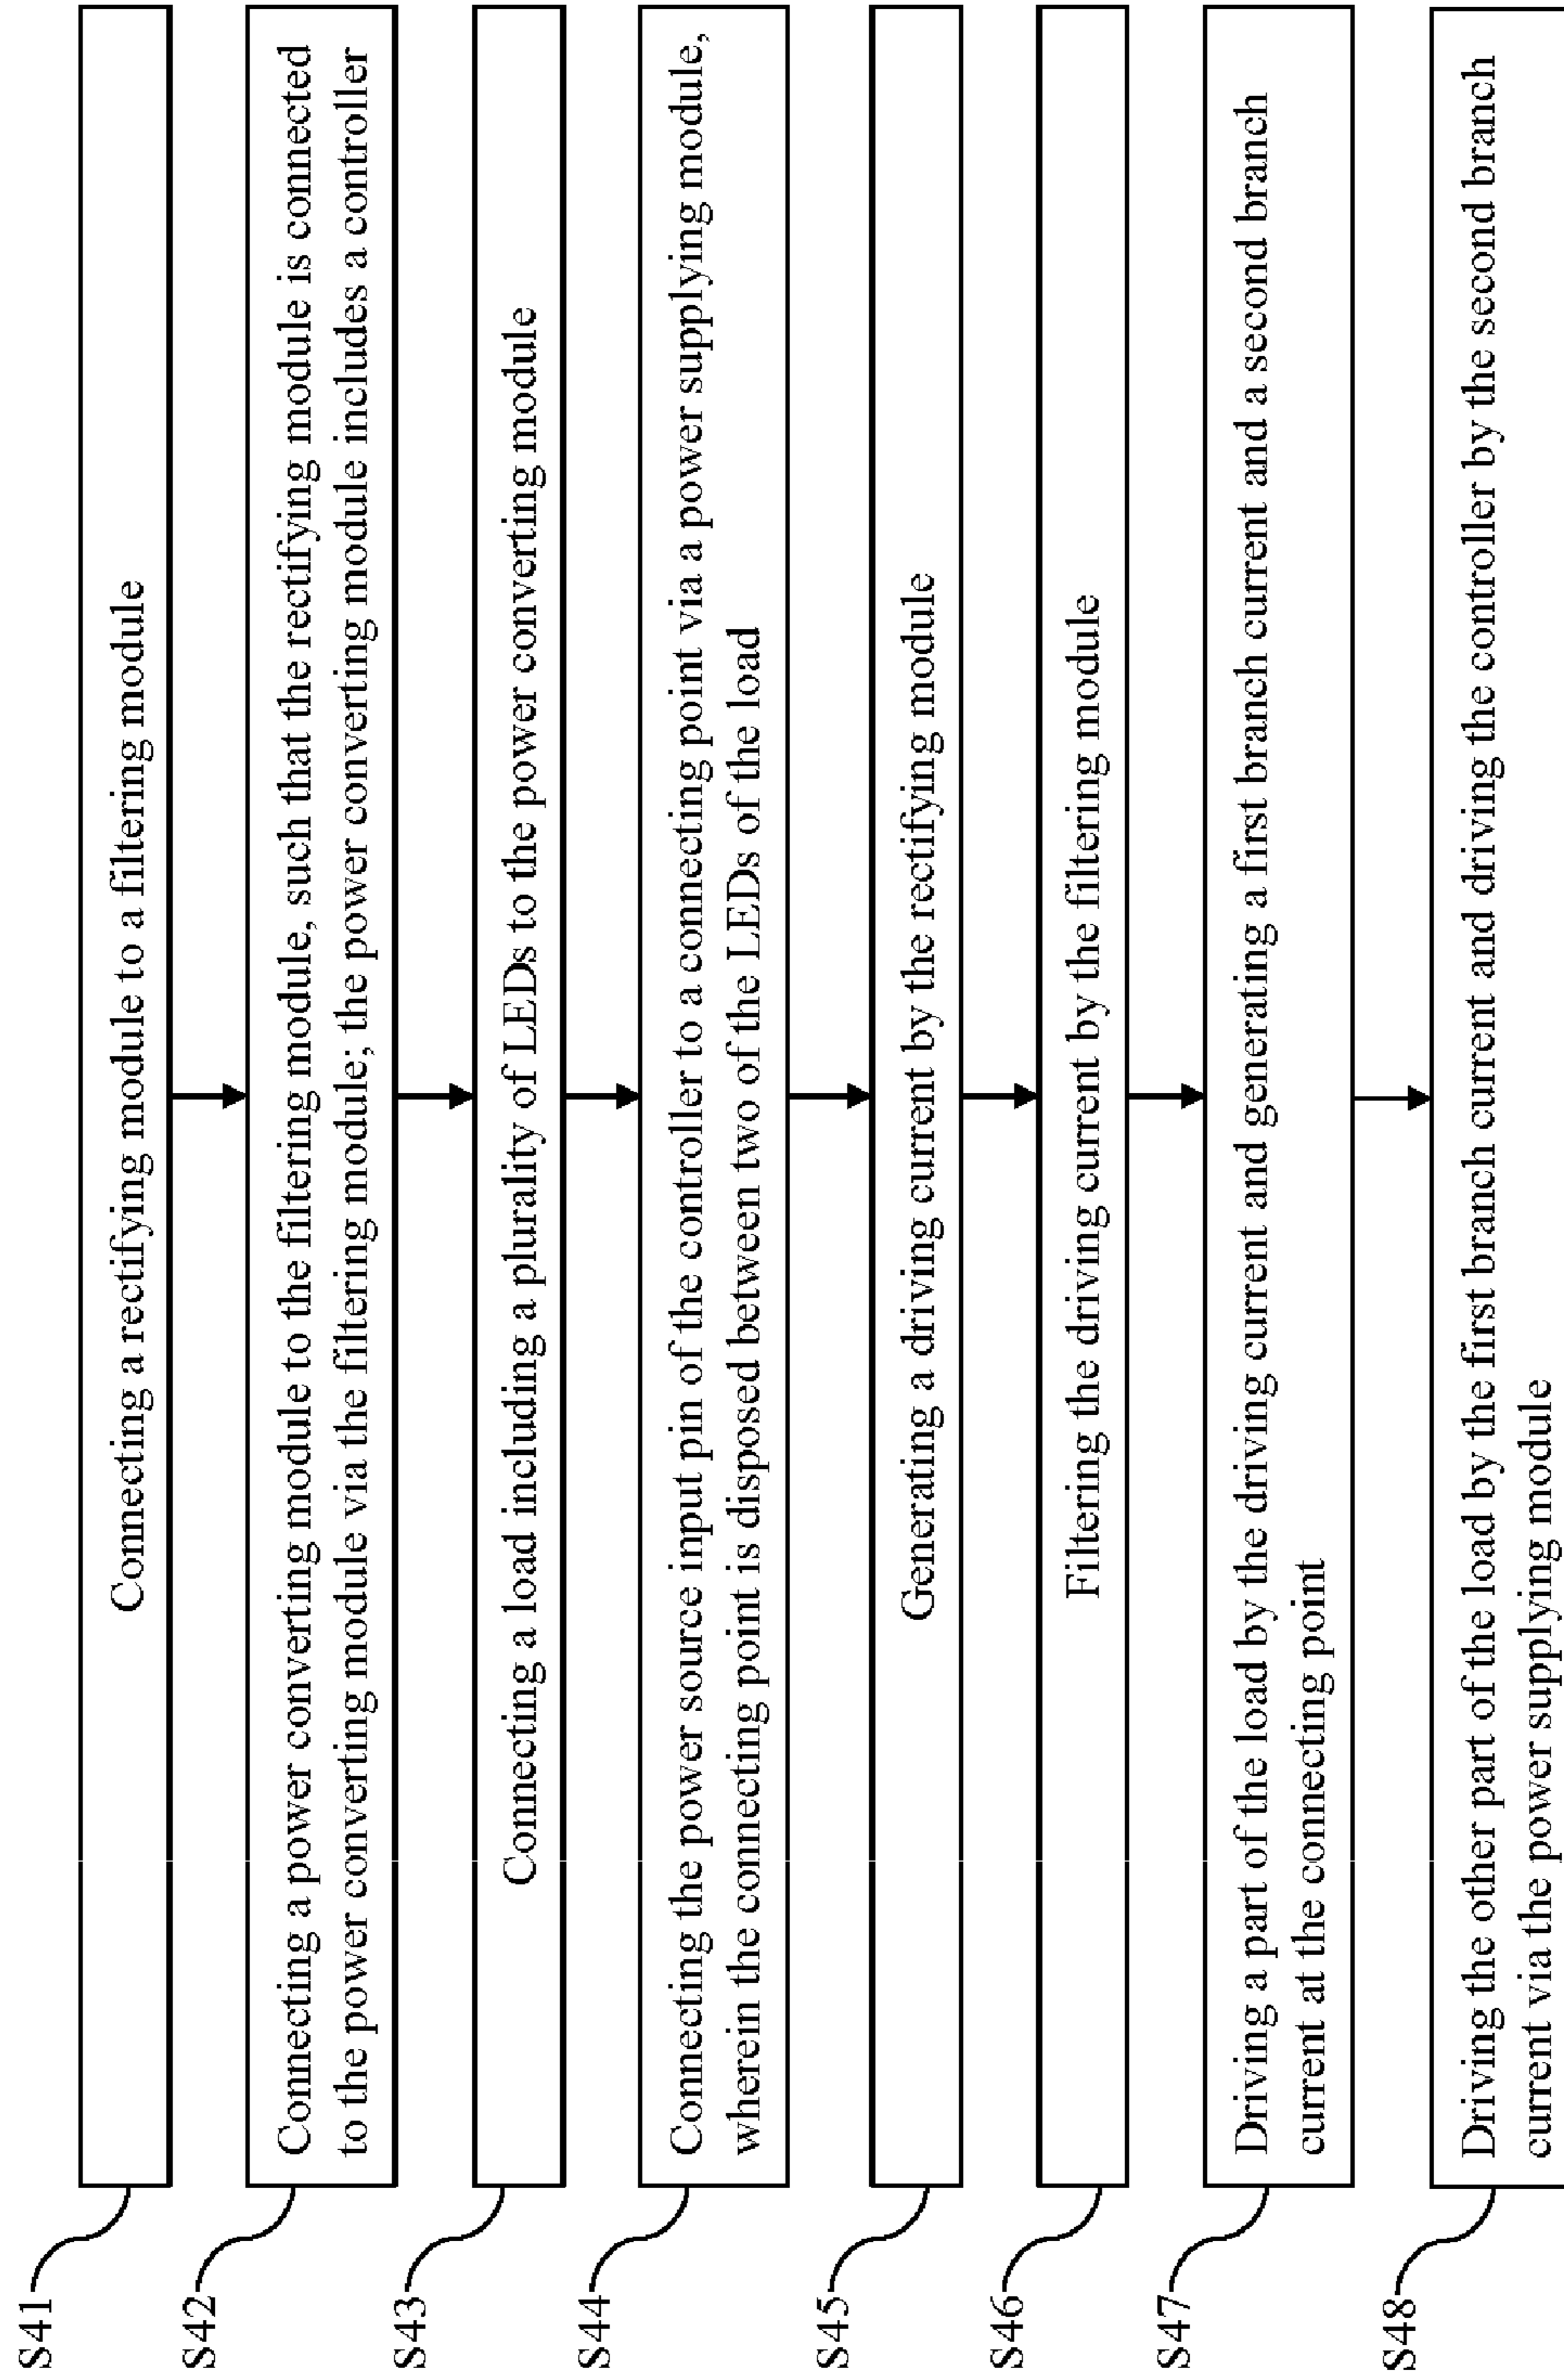 s41
Connecting a rectifying module to a filtering module
s42
Connecting a power converting module to the filtering module, such that the rectifying module is connected
to the power converting module via the filtering module; the power converting module includes a controller
s43
Connecting a load including a plurality of LEDs to the power converting module
s44
Connecting the power source input pin of the controller to a connecting point via a power supplying module,
wherein the connecting point is disposed between two of the LEDs of the load
s45
Generating a driving current by the rectifying module
s46
Filtering the driving current by the filtering module
s47
Driving a part of the load by the driving current and generating a first branch current and a second branch
current at the connecting point
s48
Driving the other part of the load by the first branch current and driving the controller by the second branch
current via the power supplying module